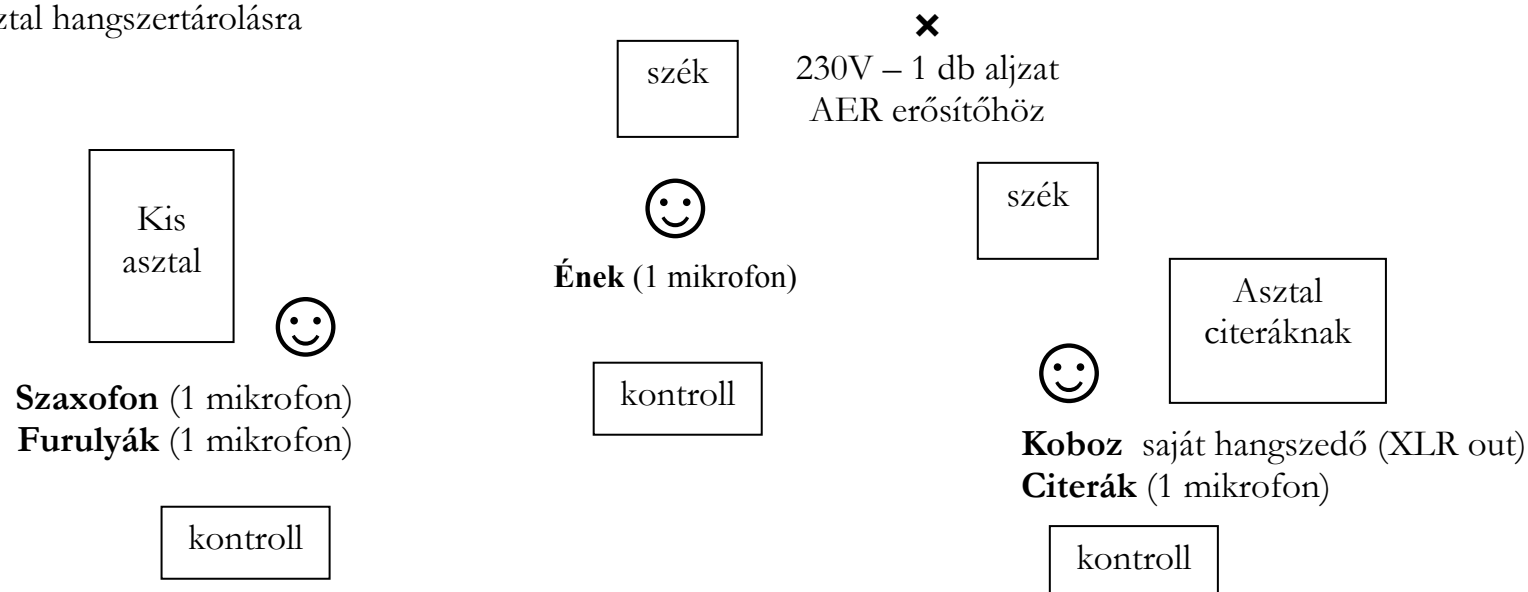 hangszertárolásra
×
szék
230V – 1 db aljzat
AER erősítőhöz
szék
Kis
asztal
Ének (1 mikrofon)
Asztal
citeráknak
kontroll
Szaxofon (1 mikrofon)
Furulyák (1 mikrofon)
Koboz saját hangszedő (XLR out)
Citerák (1 mikrofon)
kontroll
kontroll